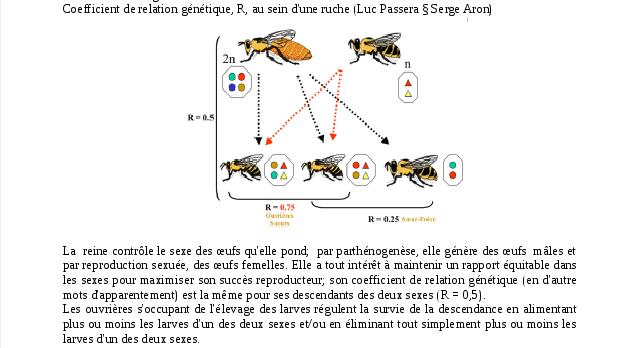 Coefficient de relation génétique, R, au sein d'une ruche (Luc Passera § Serge Aron)
2n
n
R = 0.5
R = 0.75
Ouvrières
Soeurs
R = 0.25 Sœur-Frère
La reine contrôle le sexe des œufs qu'elle pond; par parthénogenèse, elle génère des œufs mâles et
par reproduction sexuée, des œufs femelles. Elle a tout intérêt à maintenir un rapport équitable dans
les sexes pour maximiser son succès reproducteur; son coefficient de relation génétique (en d'autre
mots d'apparentement) est la même pour ses descendants des deux sexes (R = 0,5).
Les ouvrières s'occupant de l'élevage des larves régulent la survie de la descendance en alimentant
plus ou moins les larves d'un des deux sexes et/ou en éliminant tout simplement plus ou moins les
larves d'un des deux sexes.